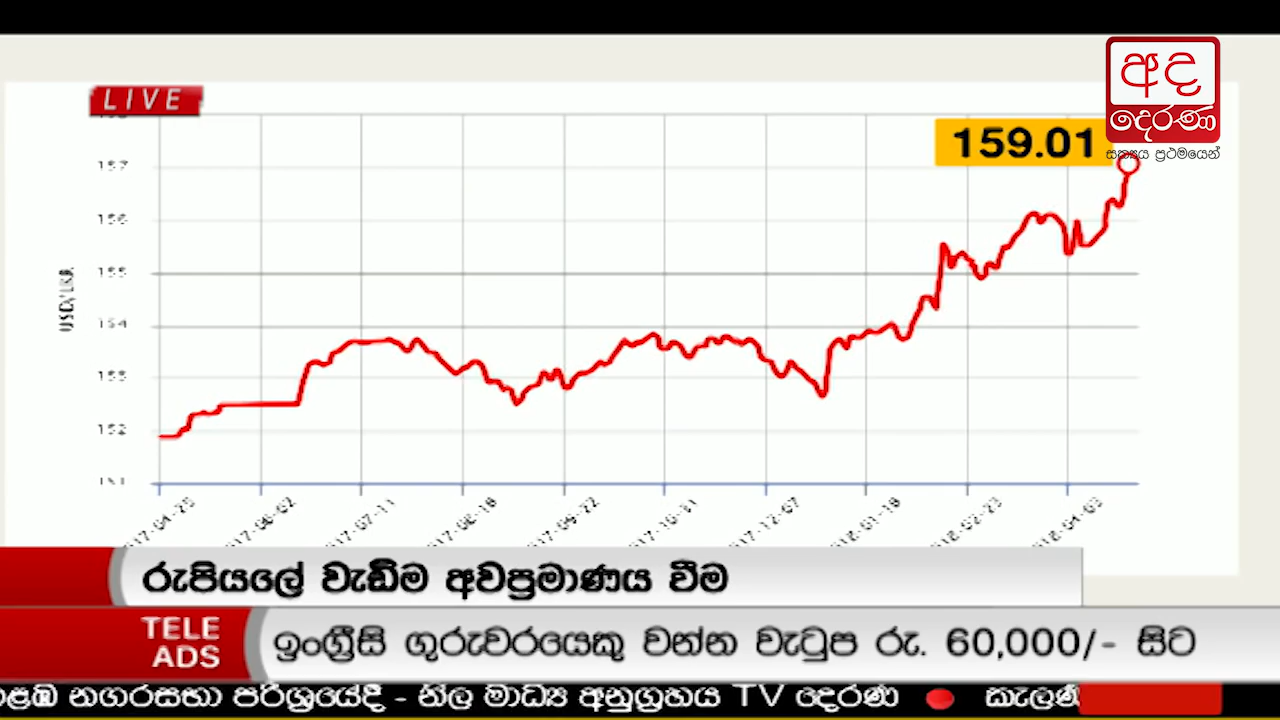 අද
දෙරණ
සත්‍යය ප්‍රථමයෙන්
LIVE
159.01
157
156
155
154
153
152
151
USD/LKR
රුපියලේ වැඩිම අවප්‍රමාණය වීම
TELE
ADS
ඉංග්‍රීසි ගුරුවරයෙකු වන්න වැටුප රු. 60,000/- සිට
නගරසභා පරිශ්‍රයේදී - නිල මාධ්‍ය අනුග්‍රහය TV දෙරණ